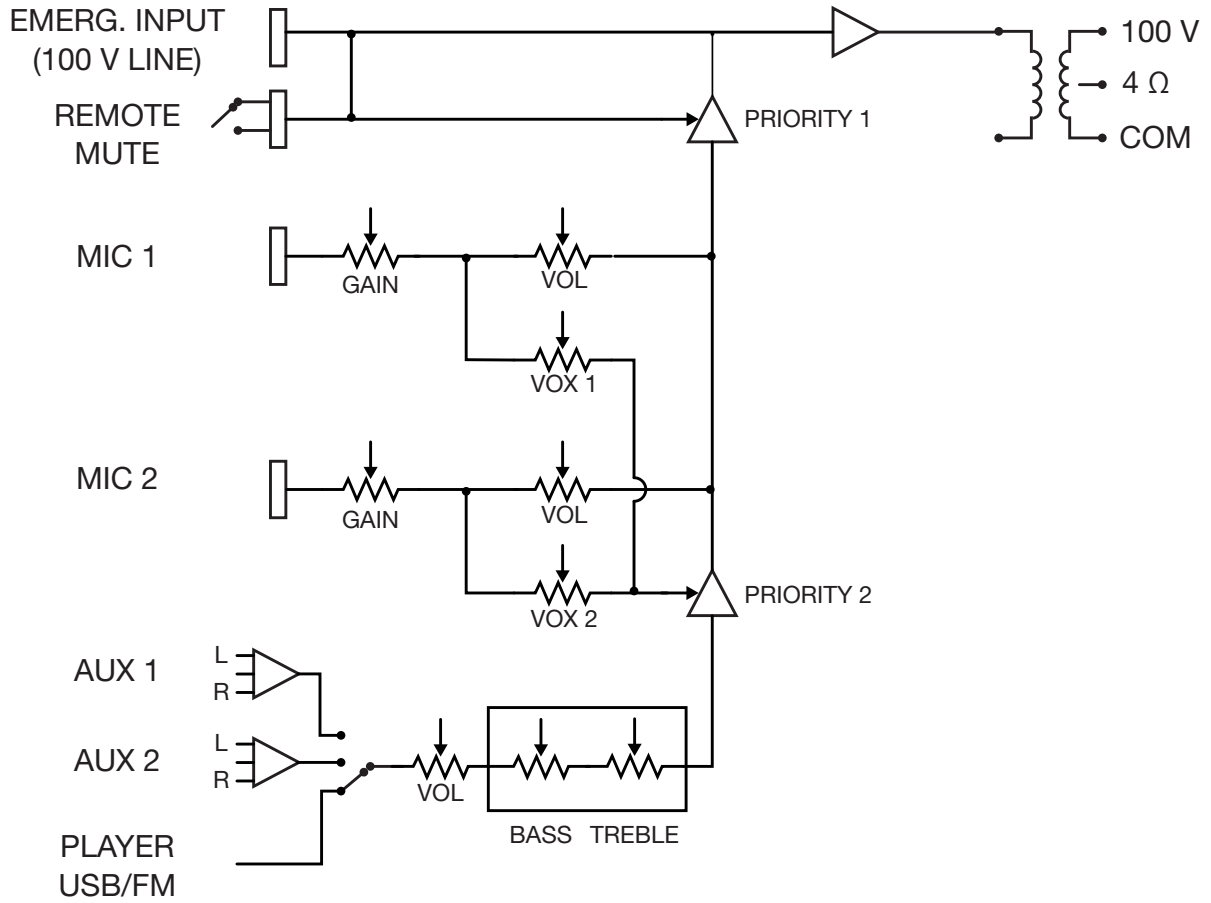 EMERG. INPUT
(100 V LINE)
100 V
4 Ω
COM
REMOTE
MUTE
PRIORITY 1
MIC 1
GAIN
VOL
VOX 1
MIC 2
GAIN
VOL
VOX 2
PRIORITY 2
AUX 1
L
R
AUX 2
L
R
VOL
BASS TREBLE
PLAYER
USB/FM